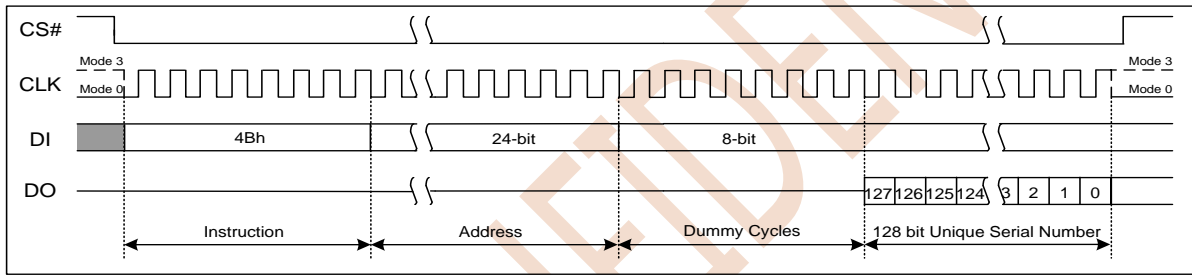 CS#
Mode 3 Mode 3
CLK
Mode 0 Mode 0
DI 4Bh 24-bit 8-bit
DO 127 126 125 124 3 2 1 0
Instruction Address Dummy Cycles 128 bit Unique Serial Number